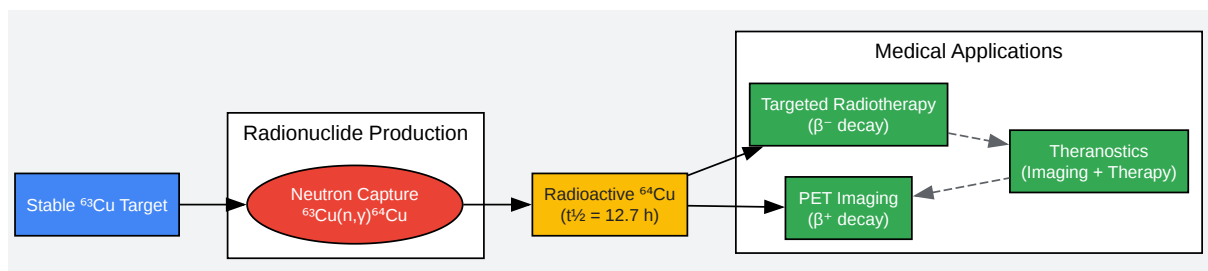 Stable ⁶³Cu Target
Radionuclide Production
Neutron Capture
⁶³Cu(n,γ)⁶⁴Cu
Radioactive ⁶⁴Cu
(t½ = 12.7 h)
Medical Applications
Targeted Radiotherapy
(β⁻ decay)
PET Imaging
(β⁺ decay)
Theranostics
(Imaging + Therapy)